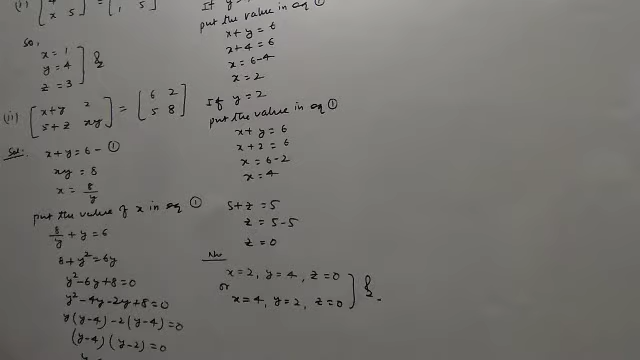 (i)
x 5 ] = [ 1 5 ]
So,
x = 1
y = 4
z = 3
(ii) [ x+y 2
5+z xy ] = [ 6 2
5 8 ]
Sol:- x+y = 6 - ①
xy = 8
x = 8/y
put the value of x in eq ①
8/y + y = 6
8 + y² = 6y
y² - 6y + 8 = 0
y² - 4y - 2y + 8 = 0
y(y-4) - 2(y-4) = 0
(y-4) (y-2) = 0
If y =
put the value in eq ①
x + y = 6
x + 4 = 6
x = 6-4
x = 2
If y = 2
put the value in eq ①
x + y = 6
x + 2 = 6
x = 6-2
x = 4
5+z = 5
z = 5-5
z = 0
x = 2, y = 4, z = 0
or
x = 4, y = 2, z = 0